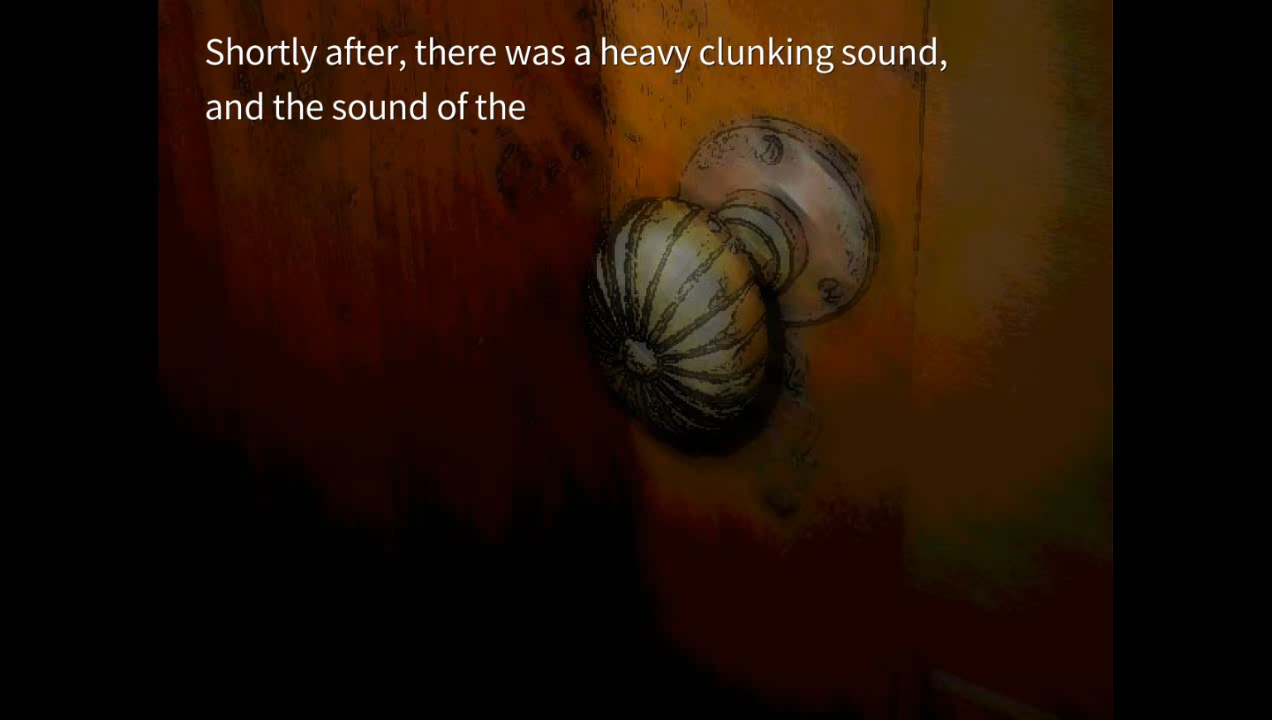 Shortly after, there was a heavy clunking sound,
and the sound of the